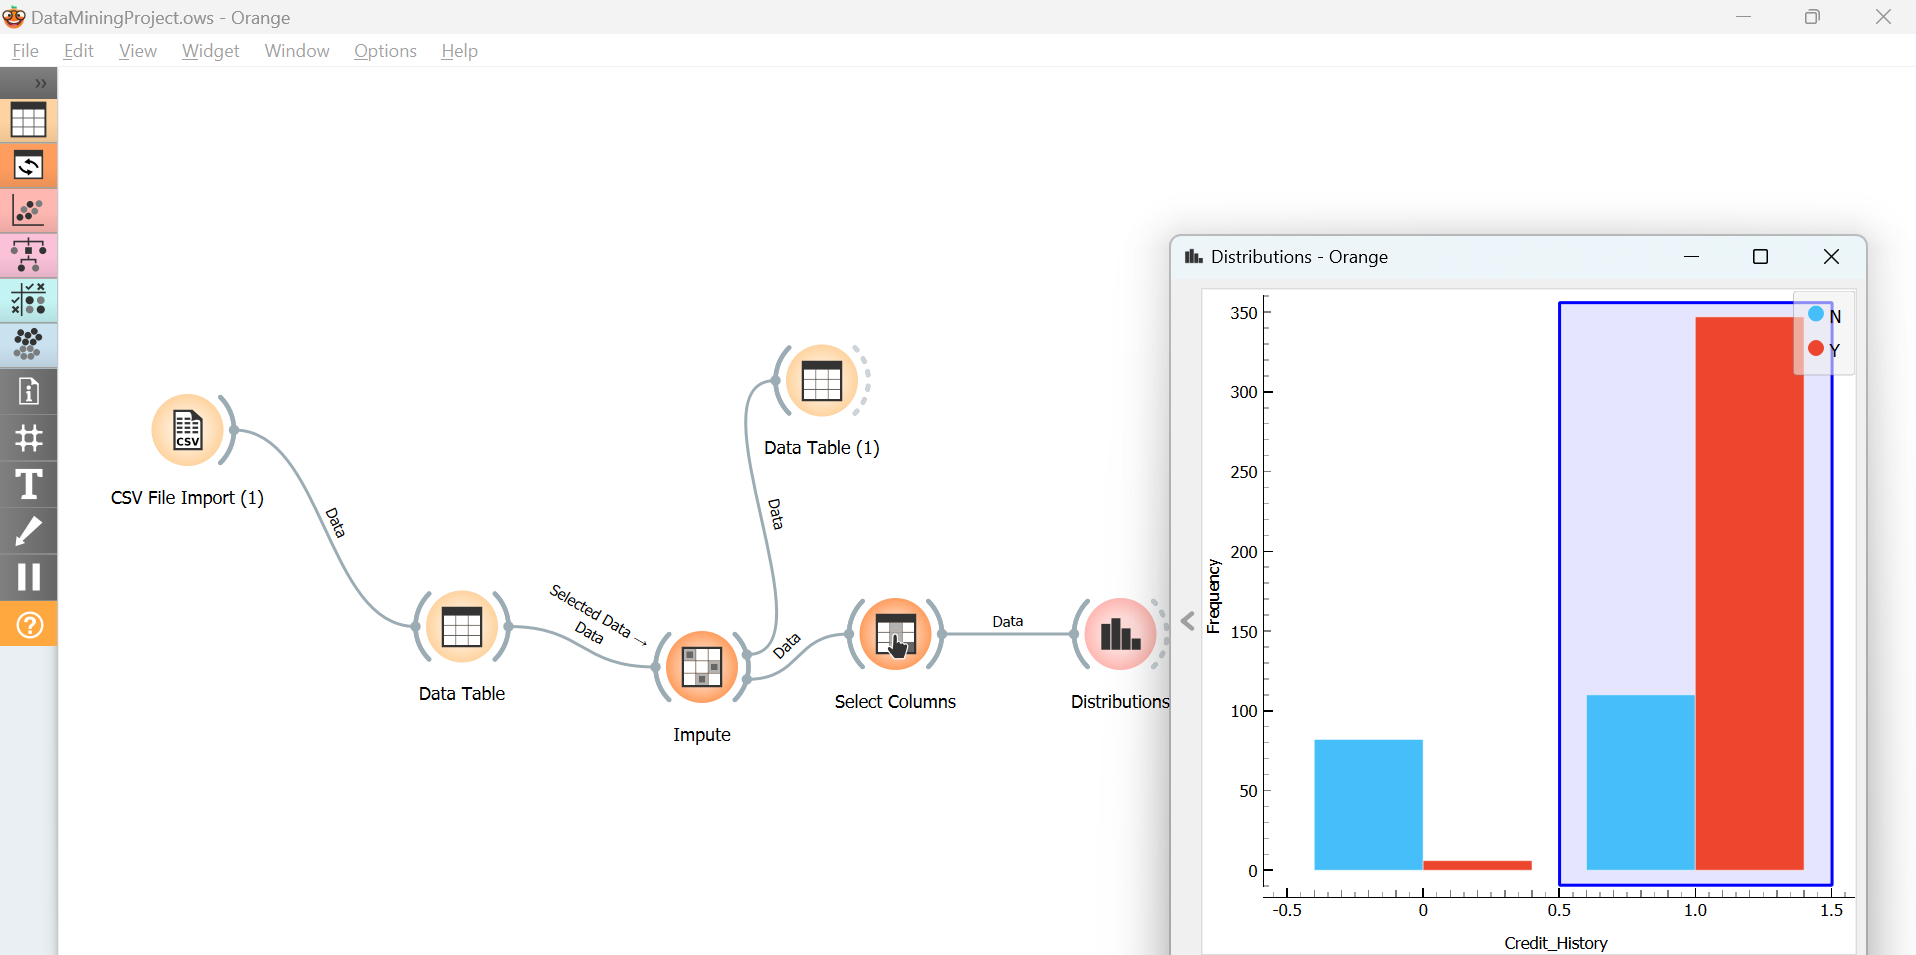 DataMiningProject.ows - Orange
File Edit View Widget Window Options Help
»
CSV
CSV File Import (1)
Data
Data Table
Selected Data →
Data
Impute
Data
Data Table (1)
Data
Select Columns
Data
Distributions
Distributions - Orange
N
Y
350
300
250
200
150
100
50
0
Frequency
-0.5 0 0.5 1.0 1.5
Credit_History